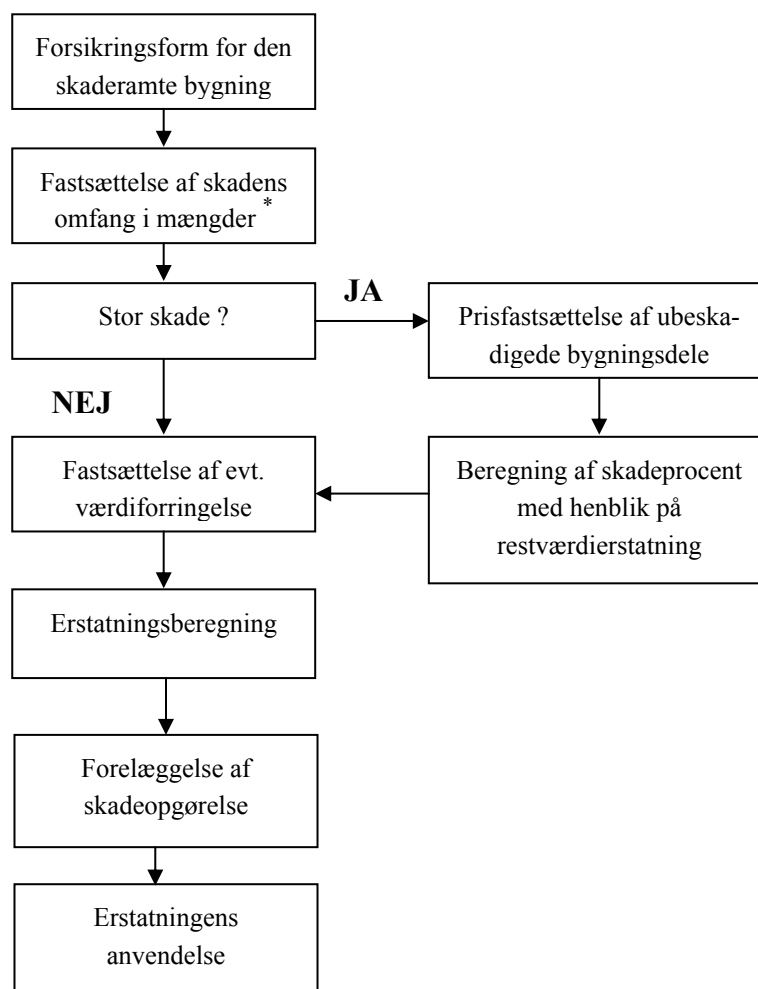 Forsikringsform for den
skaderamte bygning
Fastsættelse af skadens
omfang i mængder *
Stor skade ?
JA
Prisfastsættelse af ubeska-
digede bygningsdele
NEJ
Fastsættelse af evt.
værdiforringelse
Beregning af skadeprocent
med henblik på
restværdierstatning
Erstatningsberegning
Forelæggelse af
skadeopgørelse
Erstatningens
anvendelse